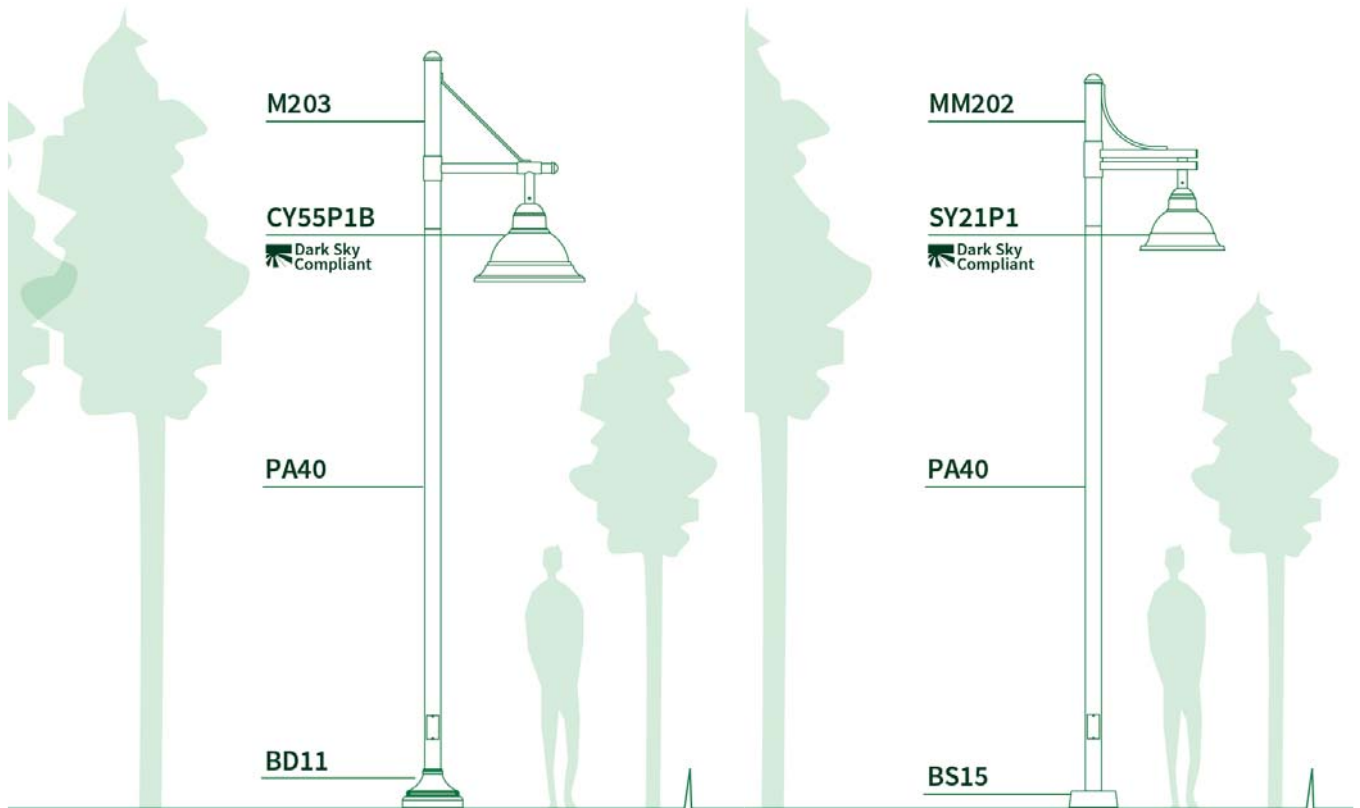 M203
CY55P1B
Dark Sky
Compliant
PA40
BD11
MM202
SY21P1
Dark Sky
Compliant
PA40
BS15